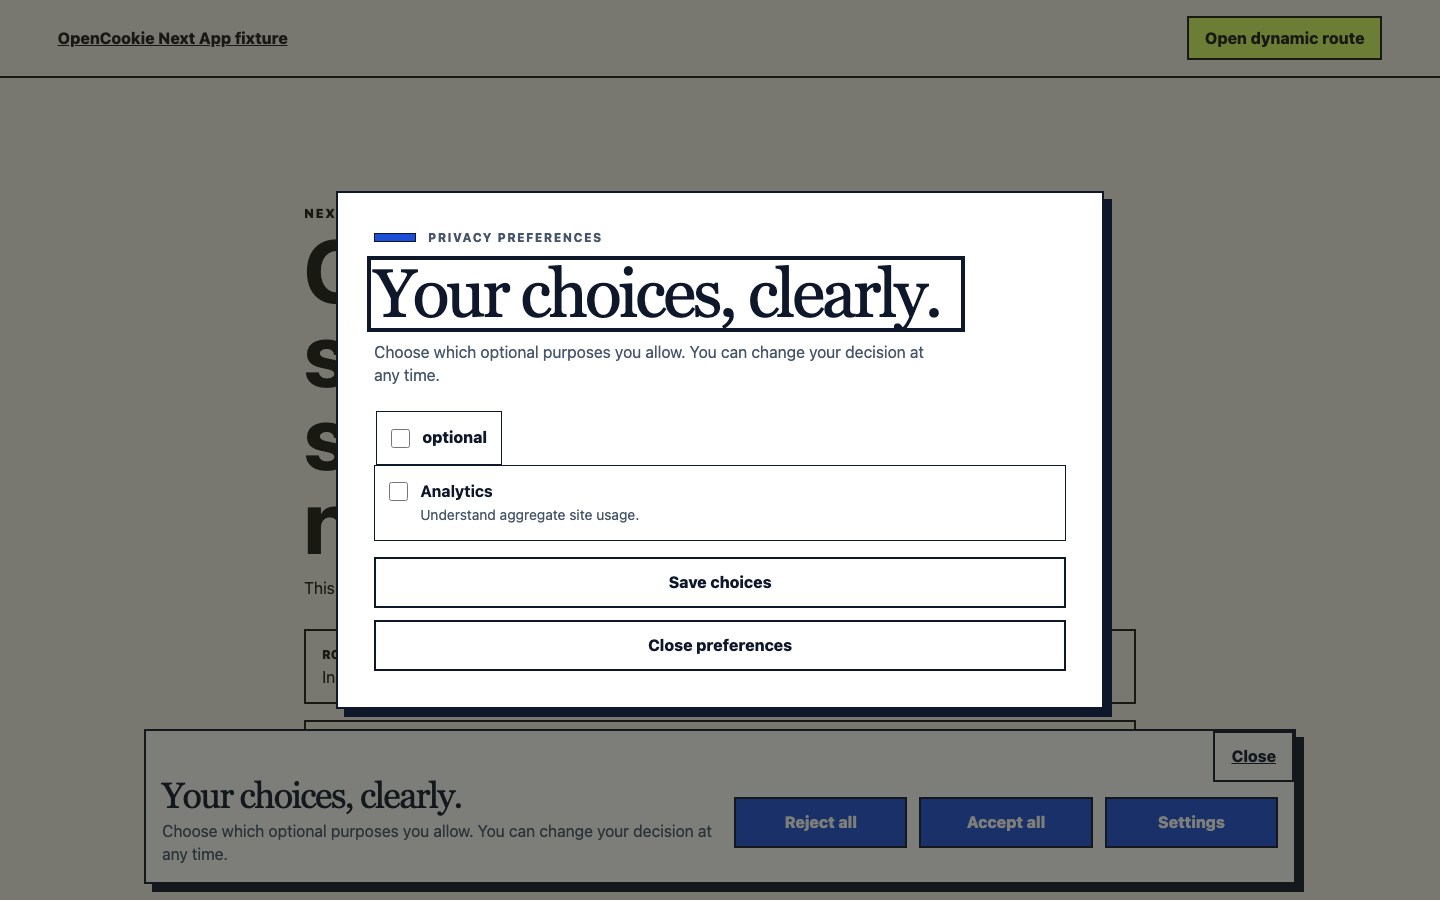 OpenCookie Next App fixture
Open dynamic route
NEX
PRIVACY PREFERENCES
Your choices, clearly.
Choose which optional purposes you allow. You can change your decision at
any time.
optional
Analytics
Understand aggregate site usage.
Save choices
Close preferences
This
In
Close
Your choices, clearly.
Choose which optional purposes you allow. You can change your decision at
any time.
Reject all
Accept all
Settings